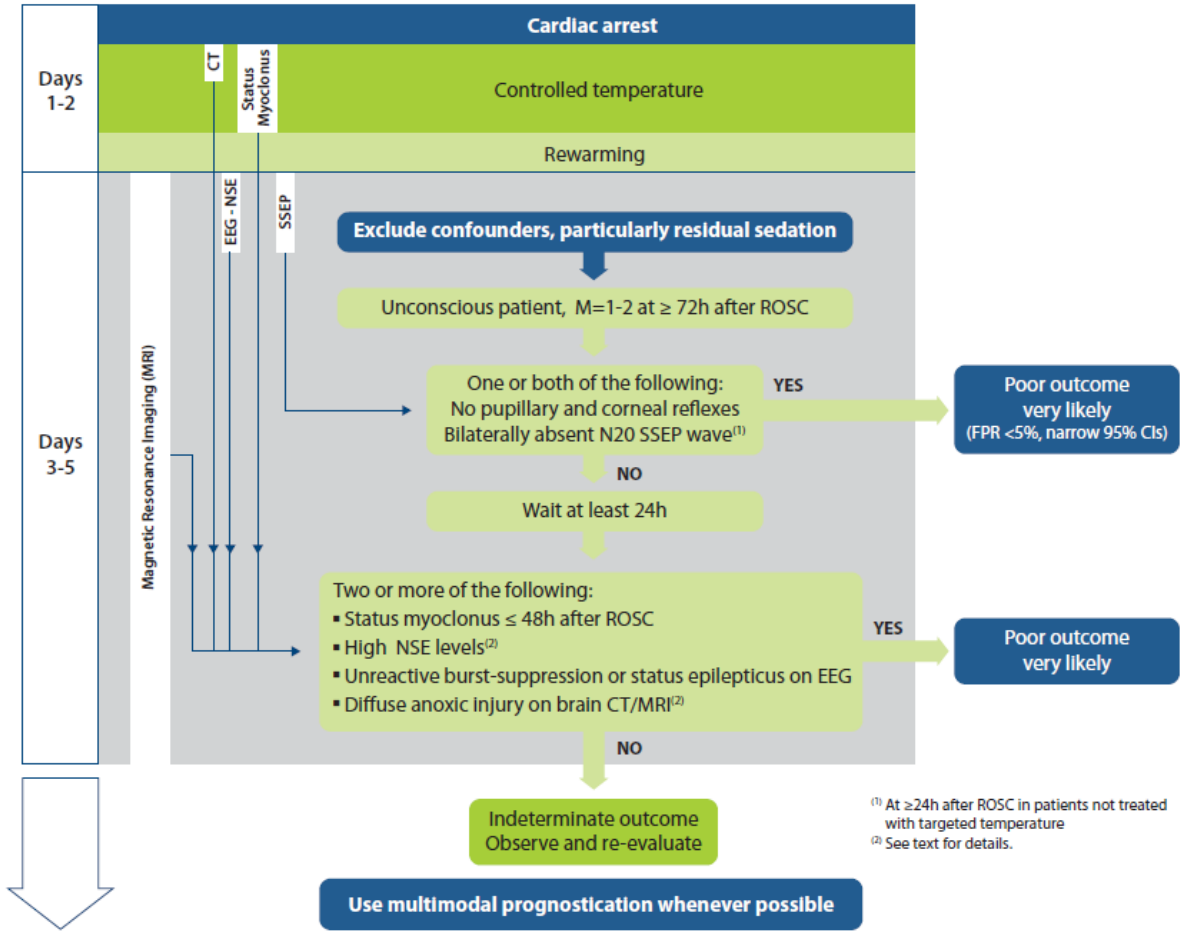 Cardiac arrest
Days
1-2
CT
Status
Myoclonus
Controlled temperature
Rewarming
Days
3-5
Magnetic Resonance Imaging (MRI)
EEG - NSE
SSEP
Exclude confounders, particularly residual sedation
Unconscious patient, M=1-2 at ≥ 72h after ROSC
One or both of the following:
No pupillary and corneal reflexes
Bilaterally absent N20 SSEP wave(1)
YES
Poor outcome
very likely
(FPR <5%, narrow 95% CIs)
NO
Wait at least 24h
Two or more of the following:
▪ Status myoclonus ≤ 48h after ROSC
▪ High NSE levels(2)
▪ Unreactive burst-suppression or status epilepticus on EEG
▪ Diffuse anoxic injury on brain CT/MRI(2)
YES
Poor outcome
very likely
NO
Indeterminate outcome
Observe and re-evaluate
(1) At ≥24h after ROSC in patients not treated
with targeted temperature
(2) See text for details.
Use multimodal prognostication whenever possible